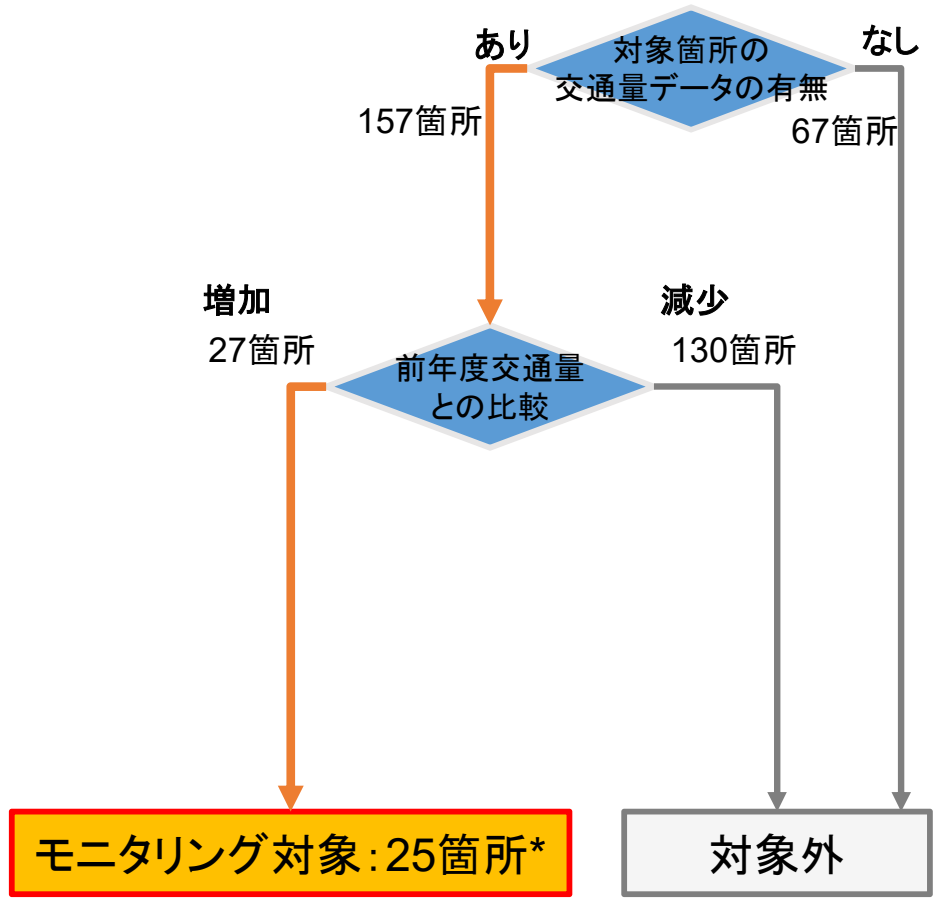 対象箇所の
交通量データの有無
あり
なし
157箇所
67箇所
前年度交通量
との比較
増加
減少
27箇所
130箇所
モニタリング対象：25箇所*
対象外